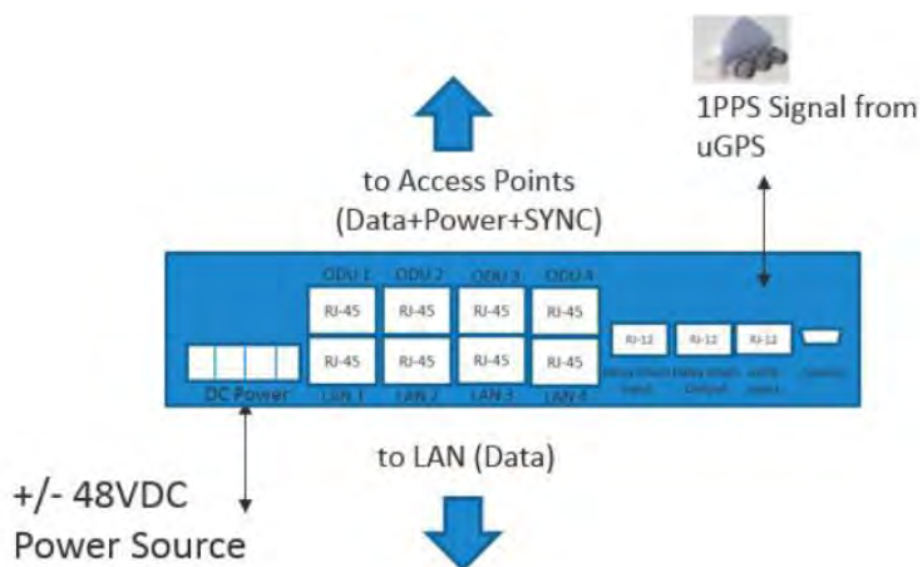 1PPS Signal from
uGPS
to Access Points
(Data+Power+SYNC)
ODU 1 ODU 2 ODU 3 ODU 4
RJ-45 RJ-45 RJ-45 RJ-45
RJ-12 RJ-12 RJ-12
RJ-45 RJ-45 RJ-45 RJ-45
DC Power
Output
LAN 1 LAN 2 LAN 3 LAN 4
to LAN (Data)
+/- 48VDC
Power Source